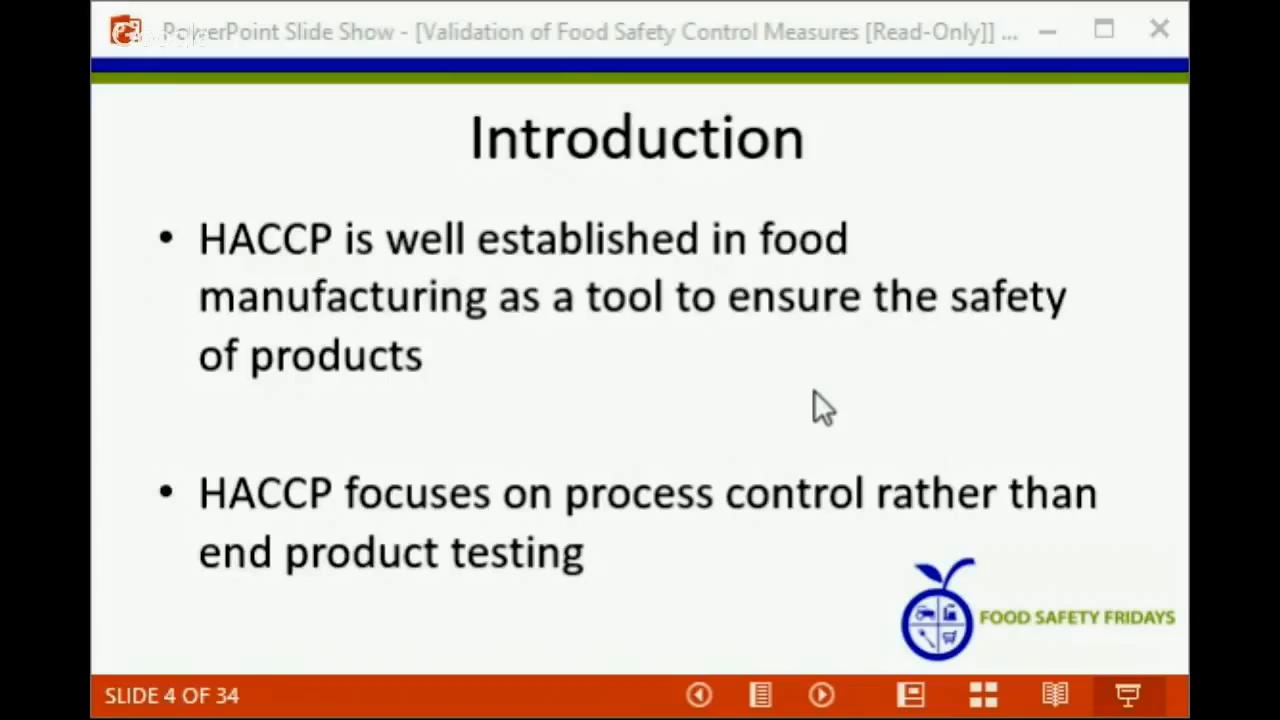 PowerPoint Slide Show - [Validation of Food Safety Control Measures [Read-Only]] ...
Google
Introduction
• HACCP is well established in food
manufacturing as a tool to ensure the safety
of products
• HACCP focuses on process control rather than
end product testing
FOOD SAFETY FRIDAYS
SLIDE 4 OF 34